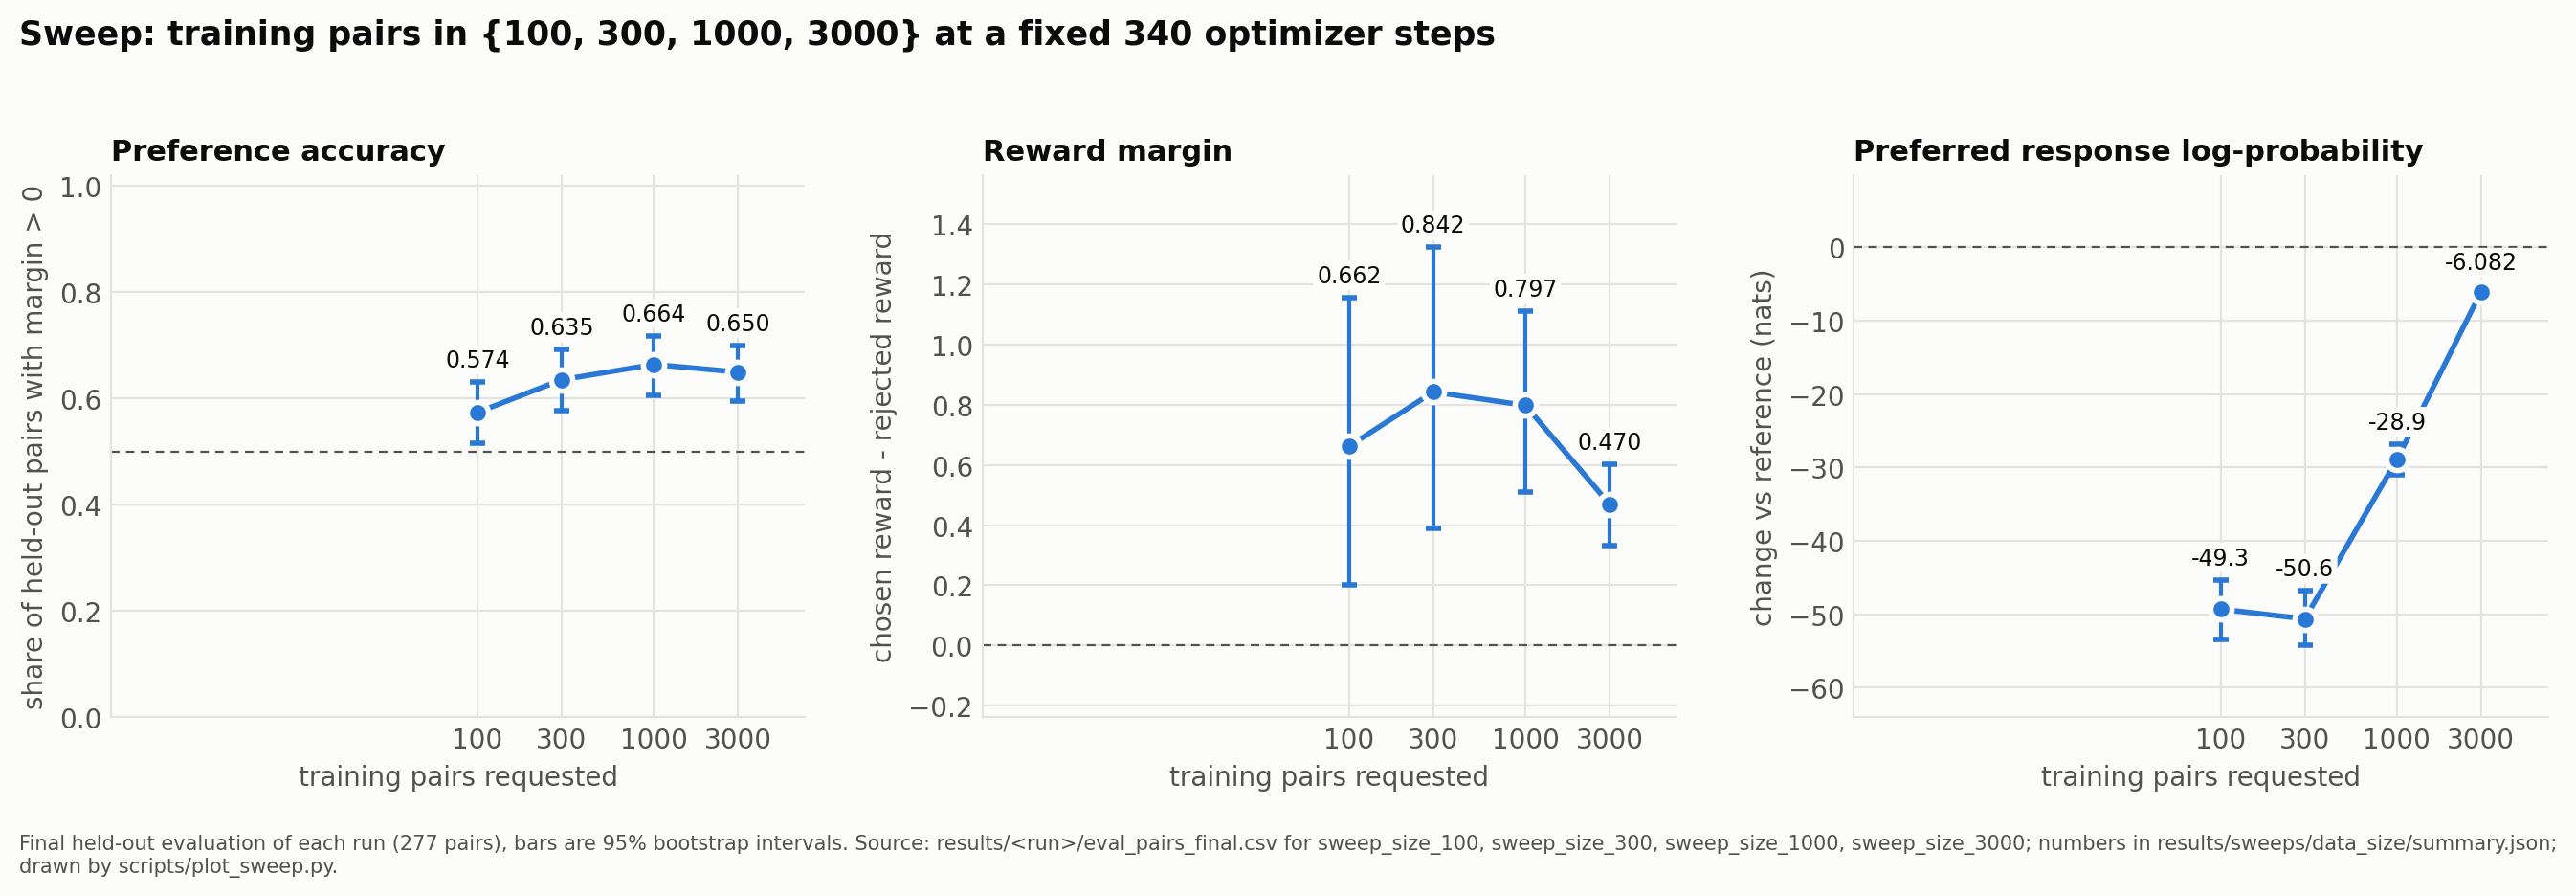 Sweep: training pairs in {100, 300, 1000, 3000} at a fixed 340 optimizer steps
Preference accuracy
share of held-out pairs with margin > 0
1.0
0.8
0.6
0.4
0.2
0.0
0.574
0.635
0.664
0.650
100 300 1000 3000
training pairs requested
Reward margin
chosen reward - rejected reward
1.4
1.2
1.0
0.8
0.6
0.4
0.2
0.0
−0.2
0.662
0.842
0.797
0.470
100 300 1000 3000
training pairs requested
Preferred response log-probability
change vs reference (nats)
0
−10
−20
−30
−40
−50
−60
-49.3
-50.6
-28.9
-6.082
100 300 1000 3000
training pairs requested
Final held-out evaluation of each run (277 pairs), bars are 95% bootstrap intervals. Source: results/<run>/eval_pairs_final.csv for sweep_size_100, sweep_size_300, sweep_size_1000, sweep_size_3000; numbers in results/sweeps/data_size/summary.json;
drawn by scripts/plot_sweep.py.